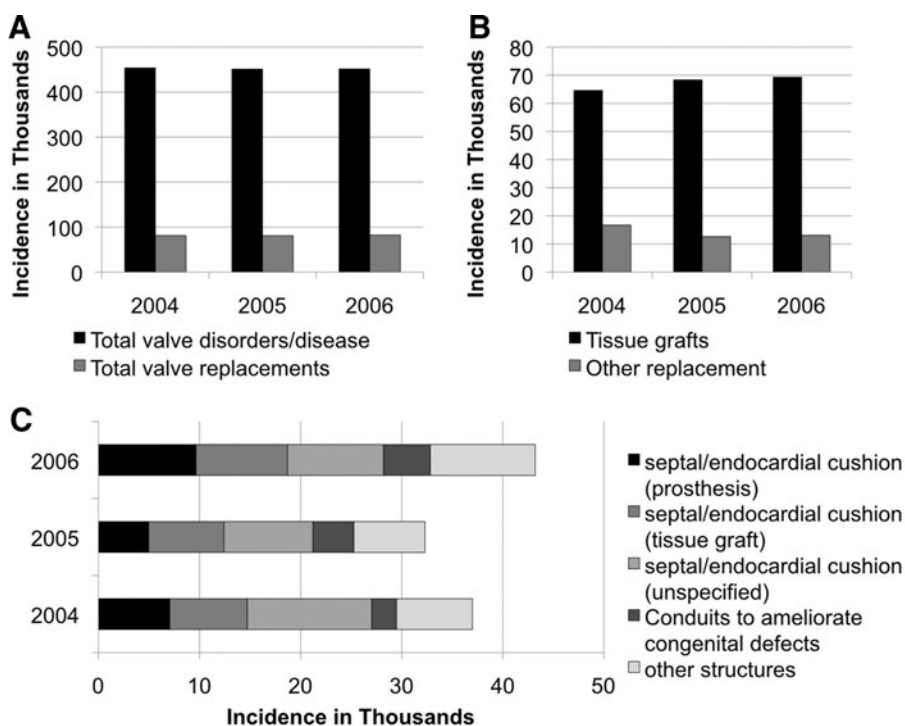 A
Incidence in Thousands
500
400
300
200
100
0
2004 2005 2006
Total valve disorders/disease
Total valve replacements
B
Incidence in Thousands
80
70
60
50
40
30
20
10
0
2004 2005 2006
Tissue grafts
Other replacement
C
2006
2005
2004
0 10 20 30 40 50
Incidence in Thousands
septal/endocardial cushion
(prosthesis)
septal/endocardial cushion
(tissue graft)
septal/endocardial cushion
(unspecified)
Conduits to ameliorate
congenital defects
other structures